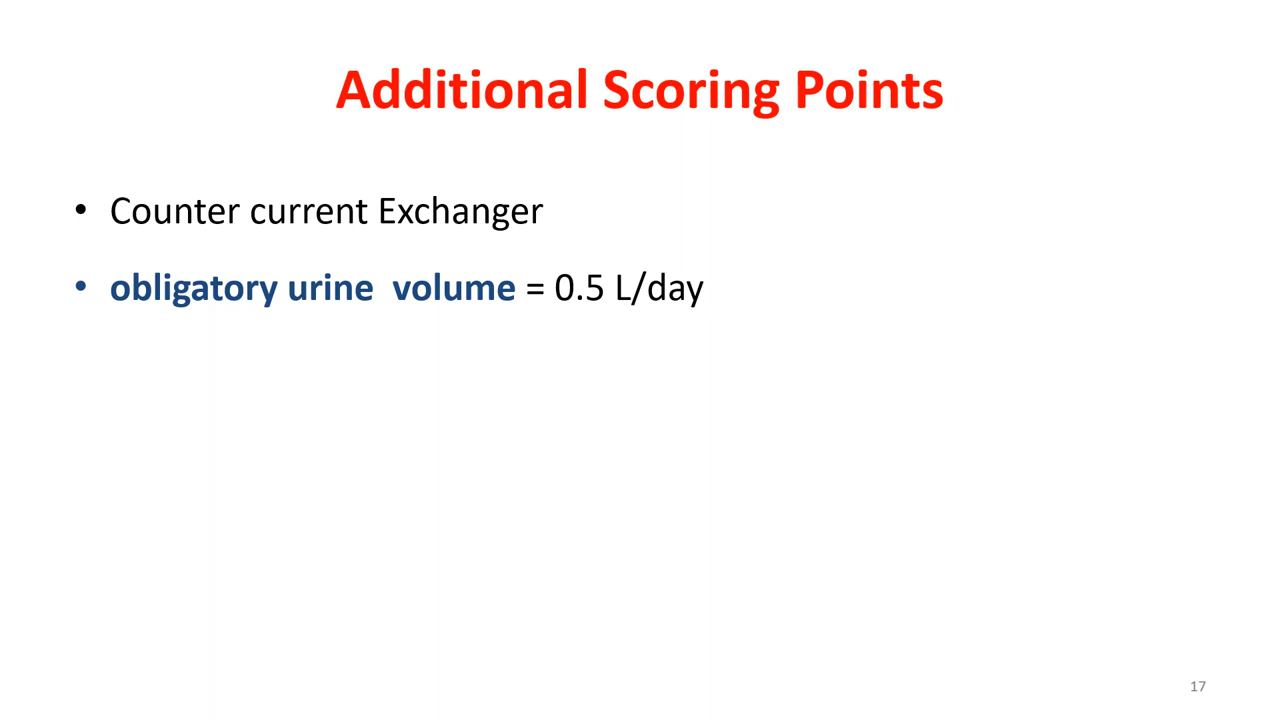 Additional Scoring Points
• Counter current Exchanger
• obligatory urine  volume = 0.5 L/day
17